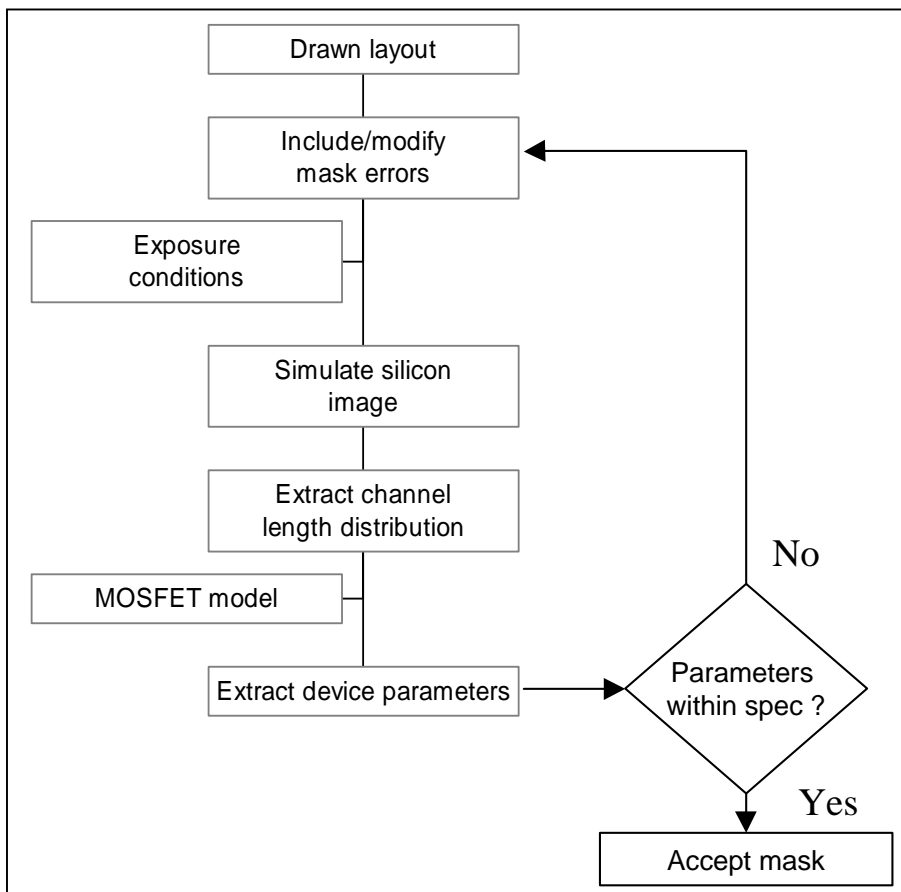 Drawn layout
Include/modify
mask errors
Exposure
conditions
Simulate silicon
image
Extract channel
length distribution
MOSFET model
Extract device parameters
Parameters
within spec ?
No
Yes
Accept mask